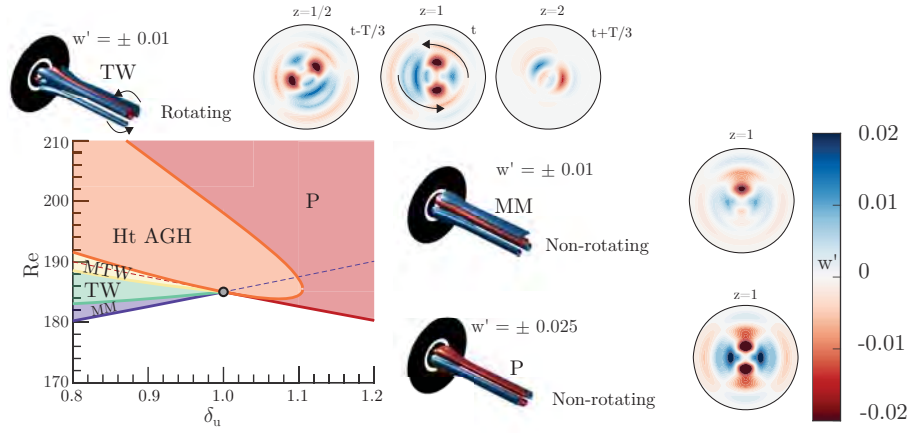 z=1/2
z=1
z=2
w' = ± 0.01
t-T/3
t
t+T/3
TW
Rotating
210
200
190
180
170
Re
P
Ht AGH
MTW
TW
MM
0.8
0.9
1.0
1.1
1.2
δu
w' = ± 0.01
MM
Non-rotating
z=1
w' = ± 0.025
P
Non-rotating
z=1
0.02
0.01
w'
0
-0.01
-0.02